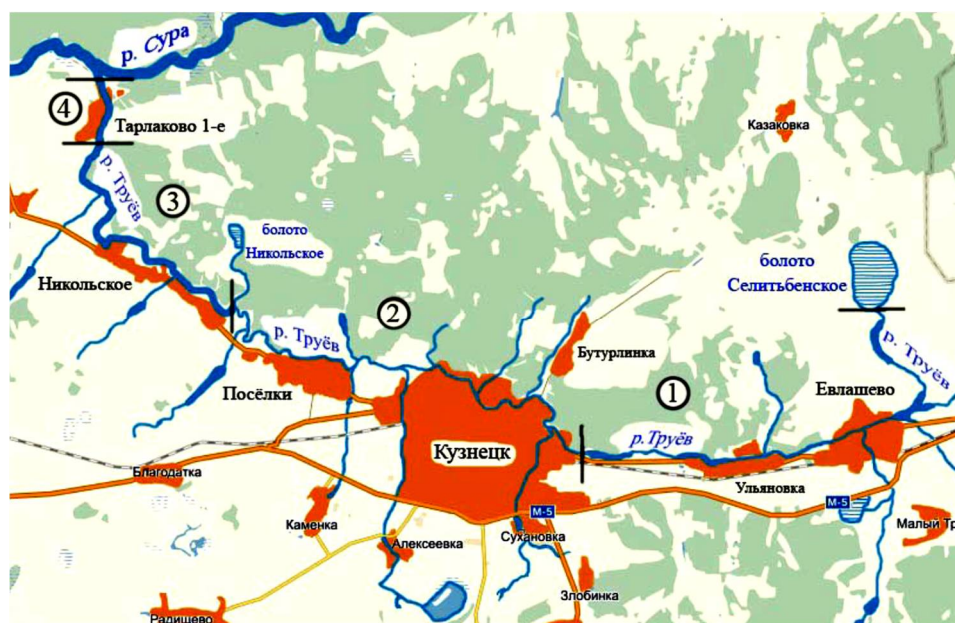 р. Сура
4
Тарлаково 1-е
р. Труёв
3
Казаковка
болото
Никольское
болото
Селитьбенское
Никольское
2
р. Труёв
Бутурлинка
р. Труёв
Посёлки
1
Евлашево
р.Труёв
Кузнецк
Благодатка
Ульяновка
М-5
М-5
Каменка
Сухановка
Малый Тр
Алексеевка
Злобинка
Радищево